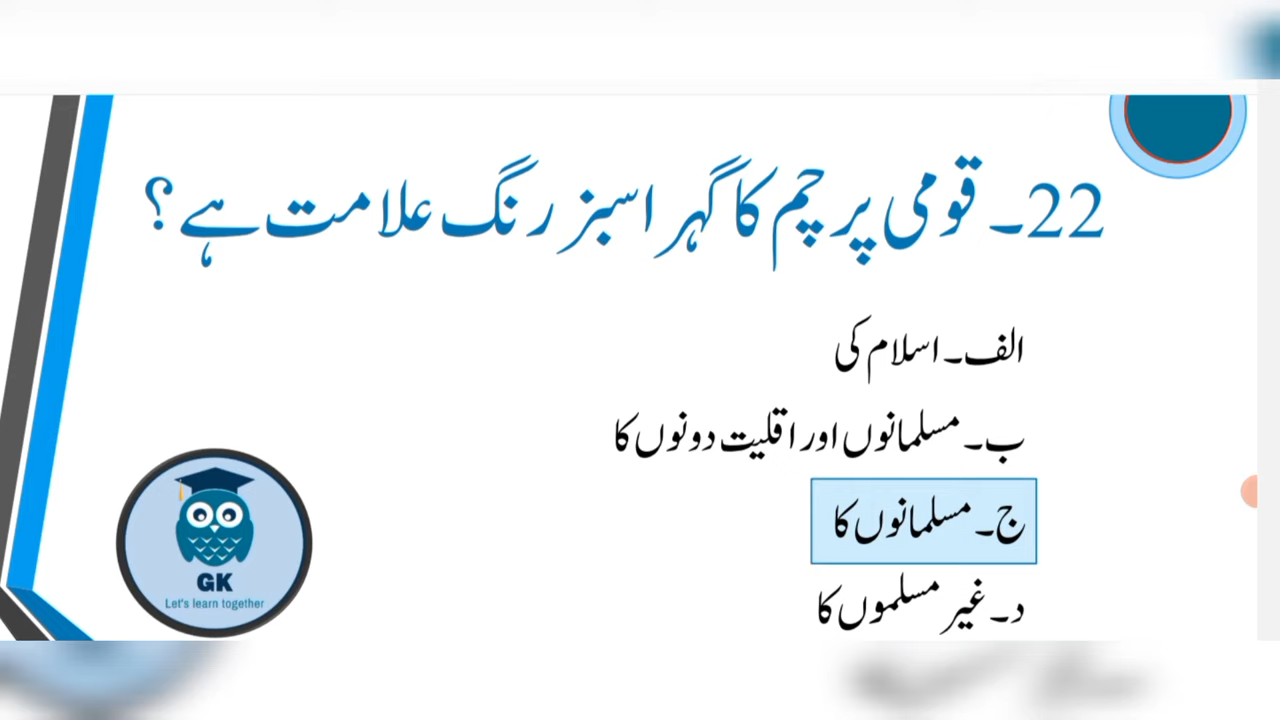 22۔ قومی پرچم کا گہرا سبز رنگ علامت ہے؟
الف۔ اسلام کی
ب۔ مسلمانوں اور اقلیت دونوں کا
ج۔ مسلمانوں کا
د۔ غیر مسلموں کا
GK
Let's learn together